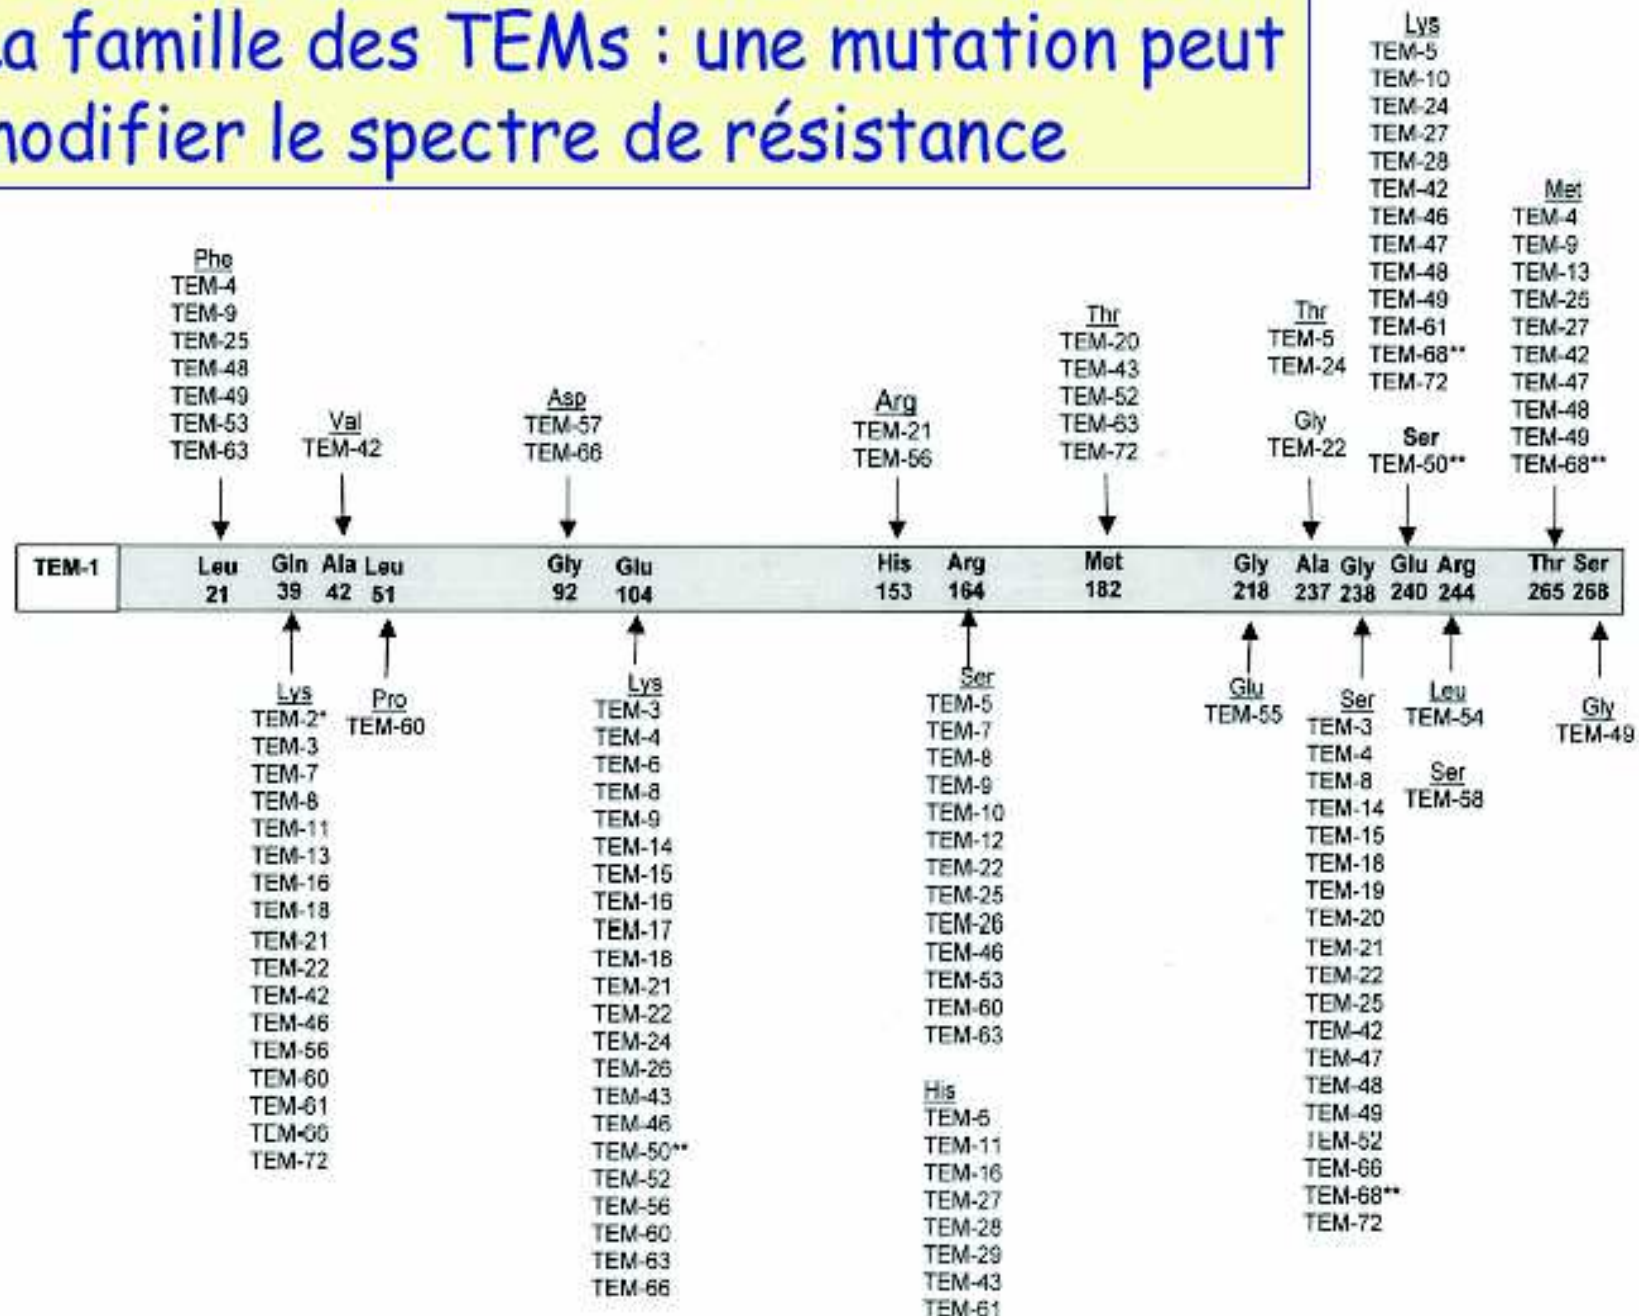 a famille des TEMs : une mutation peut
modifier le spectre de résistance
Phe
TEM-4
TEM-9
TEM-25
TEM-48
TEM-49
TEM-53
TEM-63
Val
TEM-42
Asp
TEM-57
TEM-66
Arg
TEM-21
TEM-56
Thr
TEM-20
TEM-43
TEM-52
TEM-63
TEM-72
Thr
TEM-5
TEM-24
Gly
TEM-22
Lys
TEM-5
TEM-10
TEM-24
TEM-27
TEM-28
TEM-42
TEM-46
TEM-47
TEM-48
TEM-49
TEM-61
TEM-68**
TEM-72
Ser
TEM-50**
Met
TEM-4
TEM-9
TEM-13
TEM-25
TEM-27
TEM-42
TEM-47
TEM-48
TEM-49
TEM-68**
TEM-1
Leu Gln Ala Leu Gly Glu His Arg Met Gly Ala Gly Glu Arg Thr Ser
21 39 42 51 92 104 153 164 182 218 237 238 240 244 265 268
Lys
TEM-2*
TEM-3
TEM-7
TEM-8
TEM-11
TEM-13
TEM-16
TEM-18
TEM-21
TEM-22
TEM-42
TEM-46
TEM-56
TEM-60
TEM-61
TEM-66
TEM-72
Pro
TEM-60
Lys
TEM-3
TEM-4
TEM-6
TEM-8
TEM-9
TEM-14
TEM-15
TEM-16
TEM-17
TEM-18
TEM-21
TEM-22
TEM-24
TEM-26
TEM-43
TEM-46
TEM-50**
TEM-52
TEM-56
TEM-60
TEM-63
TEM-66
Ser
TEM-5
TEM-7
TEM-8
TEM-9
TEM-10
TEM-12
TEM-22
TEM-25
TEM-26
TEM-46
TEM-53
TEM-60
TEM-63
His
TEM-6
TEM-11
TEM-16
TEM-27
TEM-28
TEM-29
TEM-43
TEM-61
Glu
TEM-55
Ser
TEM-3
TEM-4
TEM-8
TEM-14
TEM-15
TEM-18
TEM-19
TEM-20
TEM-21
TEM-22
TEM-25
TEM-42
TEM-47
TEM-48
TEM-49
TEM-52
TEM-66
TEM-68**
TEM-72
Leu
TEM-54
Ser
TEM-58
Gly
TEM-49